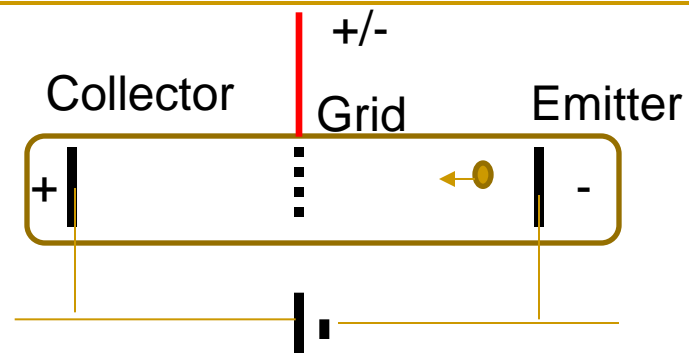 +/-
Collector
Grid
Emitter
+
-